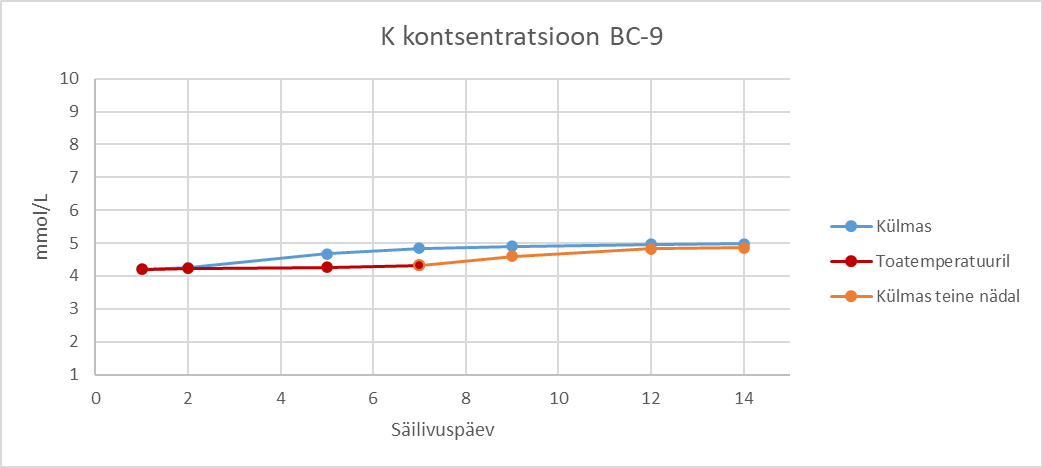 K kontsentratsioon BC-9
10
9
8
7
6
5
4
3
2
1
mmol/L
0 2 4 6 8 10 12 14
Säilivuspäev
Külmas
Toatemperatuuril
Külmas teine nädal